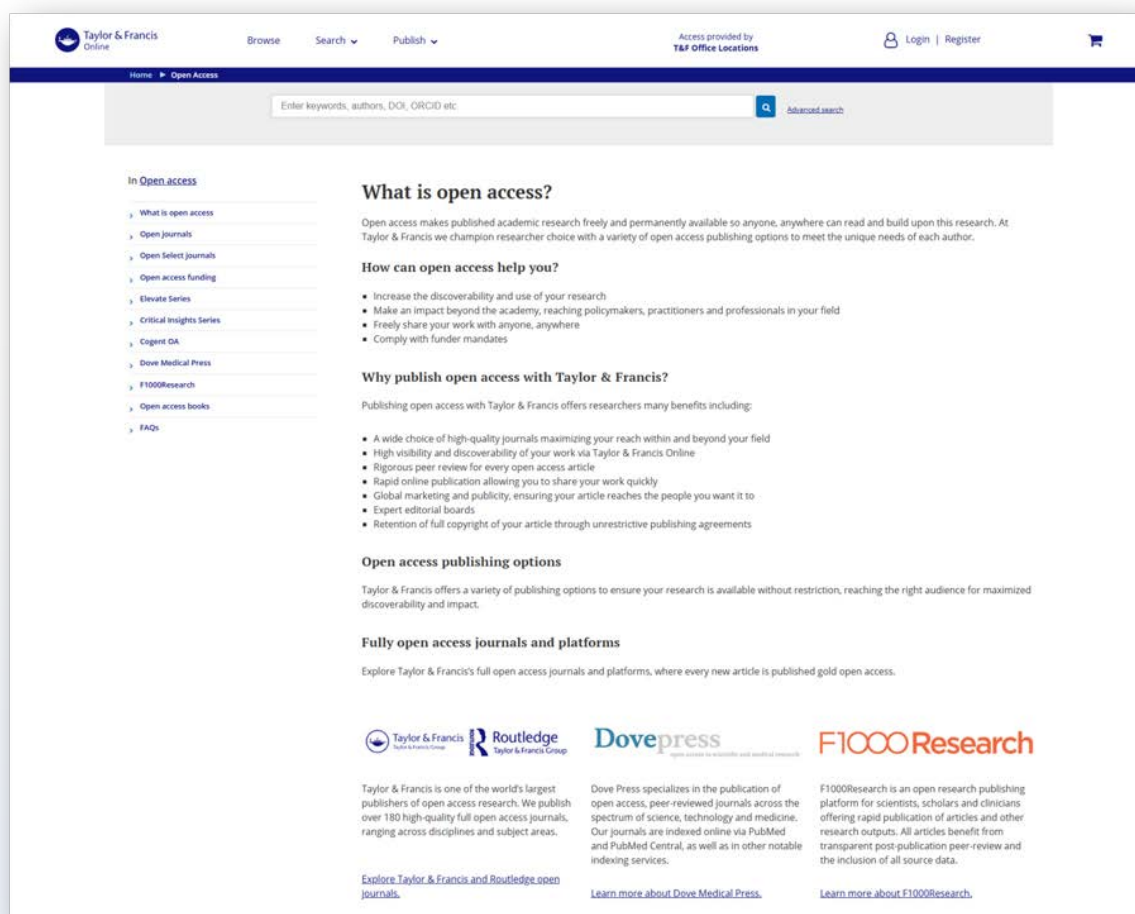 Taylor & Francis
Online
Browse
Search
Publish
Access provided by
T&F Office Locations
Login | Register
Home ▶ Open Access
Enter keywords, authors, DOI, ORCID etc
Advanced search
In Open access
What is open access
Open journals
Open Select journals
Open access funding
Elevate Series
Critical Insights Series
Cogent OA
Dove Medical Press
F1000Research
Open access books
FAQs
What is open access?
Open access makes published academic research freely and permanently available so anyone, anywhere can read and build upon this research. At
Taylor & Francis we champion researcher choice with a variety of open access publishing options to meet the unique needs of each author.
How can open access help you?
• Increase the discoverability and use of your research
• Make an impact beyond the academy, reaching policymakers, practitioners and professionals in your field
• Freely share your work with anyone, anywhere
• Comply with funder mandates
Why publish open access with Taylor & Francis?
Publishing open access with Taylor & Francis offers researchers many benefits including:
• A wide choice of high-quality journals maximizing your reach within and beyond your field
• High visibility and discoverability of your work via Taylor & Francis Online
• Rigorous peer review for every open access article
• Rapid online publication allowing you to share your work quickly
• Global marketing and publicity, ensuring your article reaches the people you want it to
• Expert editorial boards
• Retention of full copyright of your article through unrestrictive publishing agreements
Open access publishing options
Taylor & Francis offers a variety of publishing options to ensure your research is available without restriction, reaching the right audience for maximized
discoverability and impact.
Fully open access journals and platforms
Explore Taylor & Francis's full open access journals and platforms, where every new article is published gold open access.
Taylor & Francis
Taylor & Francis Group
ROUTLEDGE
Routledge
Taylor & Francis Group
Taylor & Francis is one of the world's largest
publishers of open access research. We publish
over 180 high-quality full open access journals,
ranging across disciplines and subject areas.
Explore Taylor & Francis and Routledge open
journals.
Dovepress
open access to scientific and medical research
Dove Press specializes in the publication of
open access, peer-reviewed journals across the
spectrum of science, technology and medicine.
Our journals are indexed online via PubMed
and PubMed Central, as well as in other notable
indexing services.
Learn more about Dove Medical Press.
F1000Research
F1000Research is an open research publishing
platform for scientists, scholars and clinicians
offering rapid publication of articles and other
research outputs. All articles benefit from
transparent post-publication peer-review and
the inclusion of all source data.
Learn more about F1000Research.